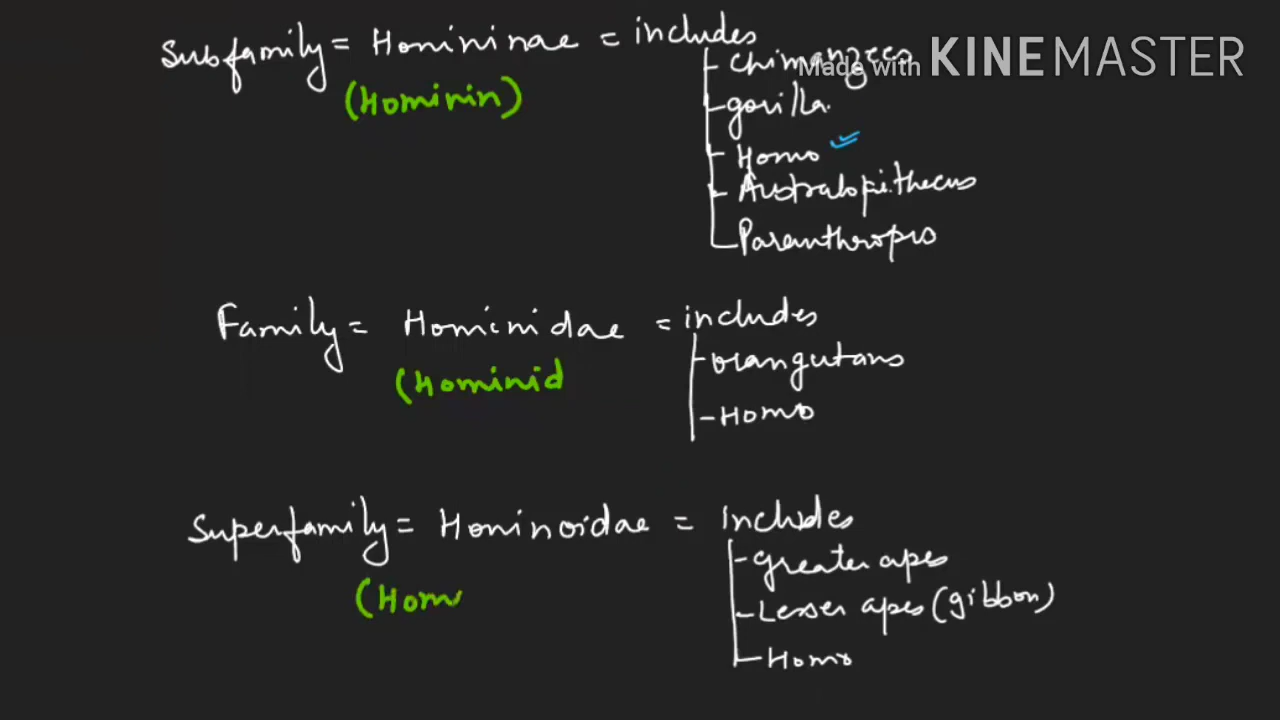 Subfamily = Homininae = includes
(Hominin)
chimanzees
Made with KINEMASTER
gorilla
Homo
Australopithecus
Paranthropus
Family = Hominidae = includes
(Hominid
orangutans
Homo
Superfamily = Hominoidae = includes
(Hom
Greater apes
Lesser apes (gibbon)
Homo